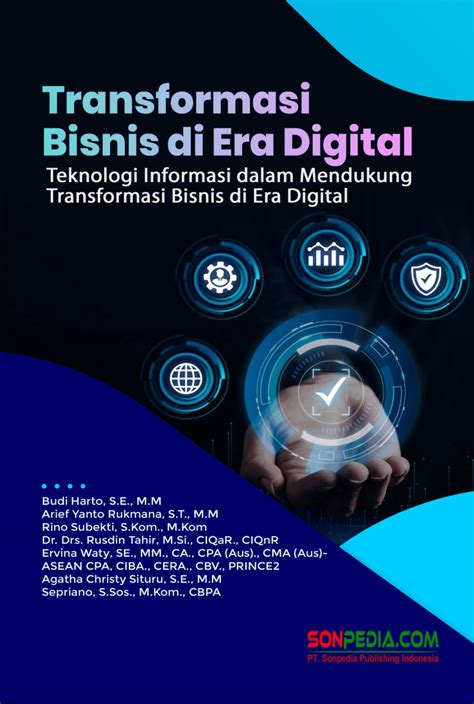 Transformasi
Bisnis di Era Digital
Teknologi Informasi dalam Mendukung
Transformasi Bisnis di Era Digital
Budi Harto, S.E., M.M
Arief Yanto Rukmana, S.T., M.M
Rino Subekti, S.Kom., M.Kom
Dr. Drs. Rusdin Tahir, M.Si., CIQaR., CIQnR
Ervina Waty, SE., MM., CA., CPA (Aus)., CMA (Aus)-
ASEAN CPA, CIBA., CERA., CBV., PRINCE2
Agatha Christy Situru, S.E., M.M
Sepriano, S.Sos., M.Kom., CBPA
SONPEDIA.COM
PT. Sonpedia Publishing Indonesia